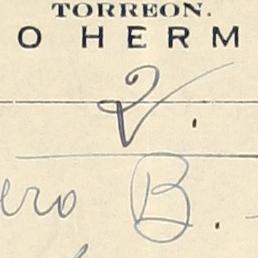 TORREON.
O HERM
V.
ero B. -